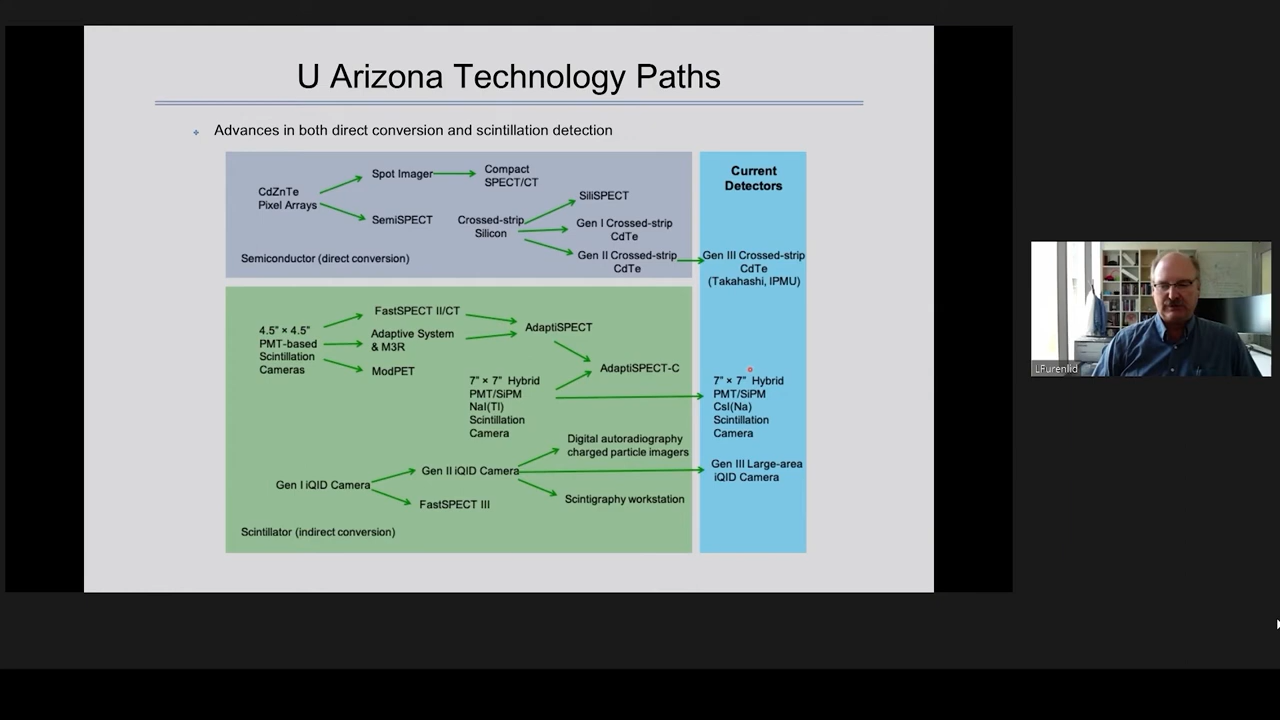 U Arizona Technology Paths
Advances in both direct conversion and scintillation detection
CdZnTe
Pixel Arrays
Spot Imager
SemiSPECT
Compact
SPECT/CT
Crossed-strip
Silicon
SiliSPECT
Gen I Crossed-strip
CdTe
Gen II Crossed-strip
CdTe
Semiconductor (direct conversion)
Current
Detectors
Gen III Crossed-strip
CdTe
(Takahashi, IPMU)
4.5" × 4.5"
PMT-based
Scintillation
Cameras
FastSPECT II/CT
Adaptive System
& M3R
ModPET
AdaptiSPECT
AdaptiSPECT-C
7" × 7" Hybrid
PMT/SiPM
NaI(Tl)
Scintillation
Camera
7" × 7" Hybrid
PMT/SiPM
CsI(Na)
Scintillation
Camera
Gen I iQID Camera
Gen II iQID Camera
FastSPECT III
Digital autoradiography
charged particle imagers
Scintigraphy workstation
Gen III Large-area
iQID Camera
Scintillator (indirect conversion)
LFurenlid